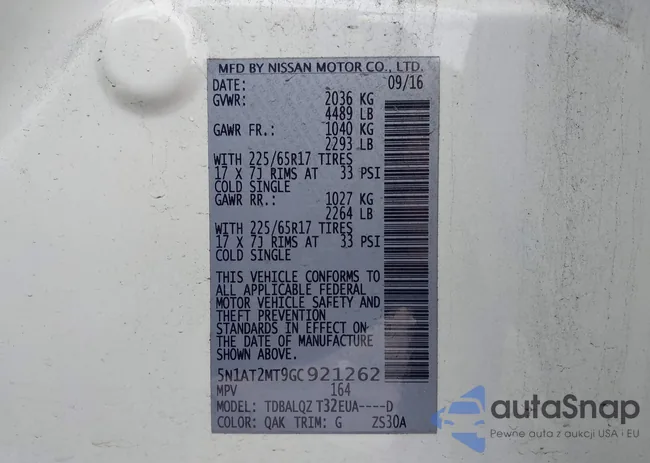 MFD BY NISSAN MOTOR CO., LTD.
DATE: 09/16
GVWR: 2036 KG
4489 LB
GAWR FR.: 1040 KG
2293 LB
WITH 225/65R17 TIRES
17 X 7J RIMS AT 33 PSI
COLD SINGLE
GAWR RR.: 1027 KG
2264 LB
WITH 225/65R17 TIRES
17 X 7J RIMS AT 33 PSI
COLD SINGLE
THIS VEHICLE CONFORMS TO
ALL APPLICABLE FEDERAL
MOTOR VEHICLE SAFETY AND
THEFT PREVENTION
STANDARDS IN EFFECT ON
THE DATE OF MANUFACTURE
SHOWN ABOVE.
5N1AT2MT9GC921262
MPV 164
MODEL: TDBALQZ T32EUA----D
COLOR: QAK TRIM: G ZS30A
autoSnap
Pewne auta z aukcji USA i EU